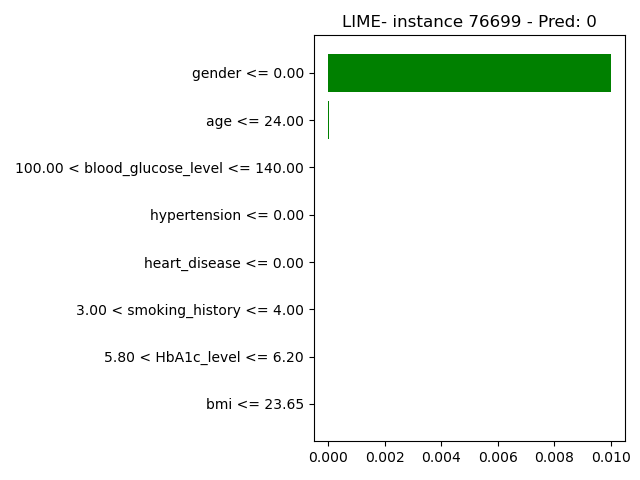 LIME- instance 76699 - Pred: 0
gender <= 0.00
age <= 24.00
100.00 < blood_glucose_level <= 140.00
hypertension <= 0.00
heart_disease <= 0.00
3.00 < smoking_history <= 4.00
5.80 < HbA1c_level <= 6.20
bmi <= 23.65
0.000 0.002 0.004 0.006 0.008 0.010